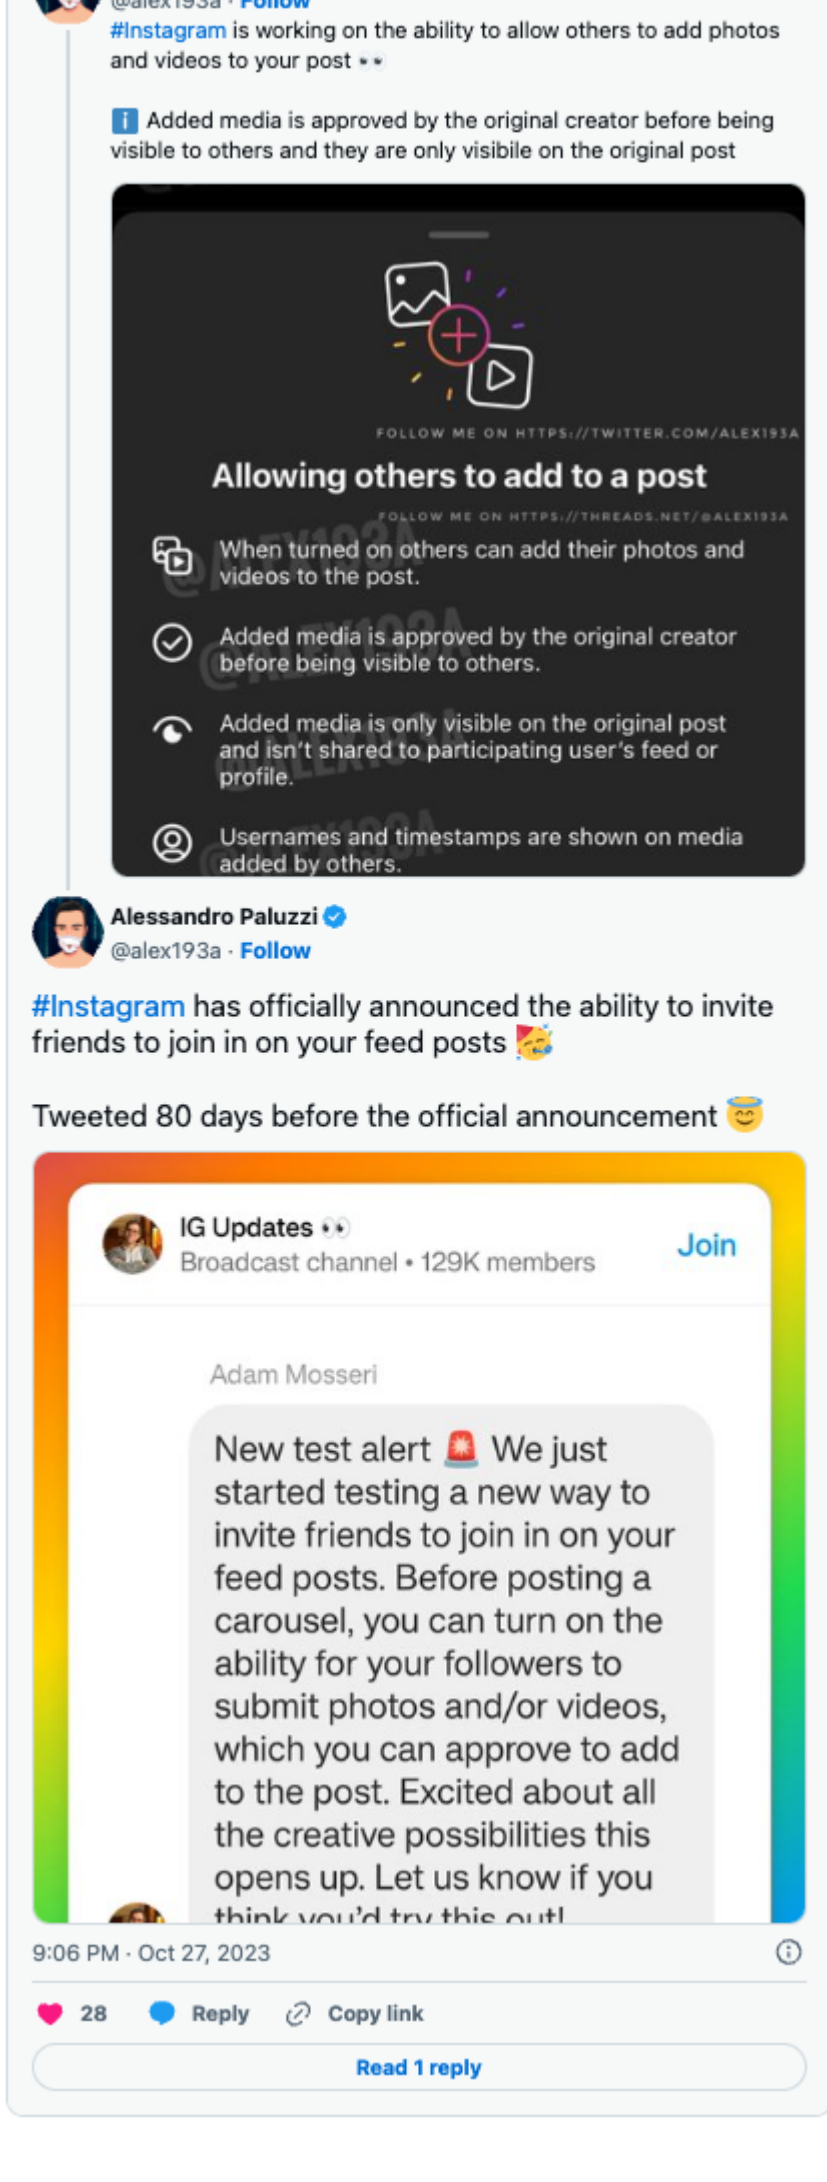 @alex193a · Follow
#Instagram is working on the ability to allow others to add photos
and videos to your post 👀
ℹ️ Added media is approved by the original creator before being
visible to others and they are only visibile on the original post
FOLLOW ME ON HTTPS://TWITTER.COM/ALEX193A
Allowing others to add to a post
FOLLOW ME ON HTTPS://THREADS.NET/@ALEX193A
@ALEX193A
When turned on others can add their photos and
videos to the post.
@ALEX193A
Added media is approved by the original creator
before being visible to others.
@ALEX193A
Added media is only visible on the original post
and isn't shared to participating user's feed or
profile.
@ALEX193A
Usernames and timestamps are shown on media
added by others.
Alessandro Paluzzi
@alex193a · Follow
#Instagram has officially announced the ability to invite
friends to join in on your feed posts 🥳
Tweeted 80 days before the official announcement 😇
IG Updates 👀
Broadcast channel • 129K members
Join
Adam Mosseri
New test alert 🚨 We just
started testing a new way to
invite friends to join in on your
feed posts. Before posting a
carousel, you can turn on the
ability for your followers to
submit photos and/or videos,
which you can approve to add
to the post. Excited about all
the creative possibilities this
opens up. Let us know if you
think you'd try this out!
9:06 PM · Oct 27, 2023
28 Reply Copy link
Read 1 reply